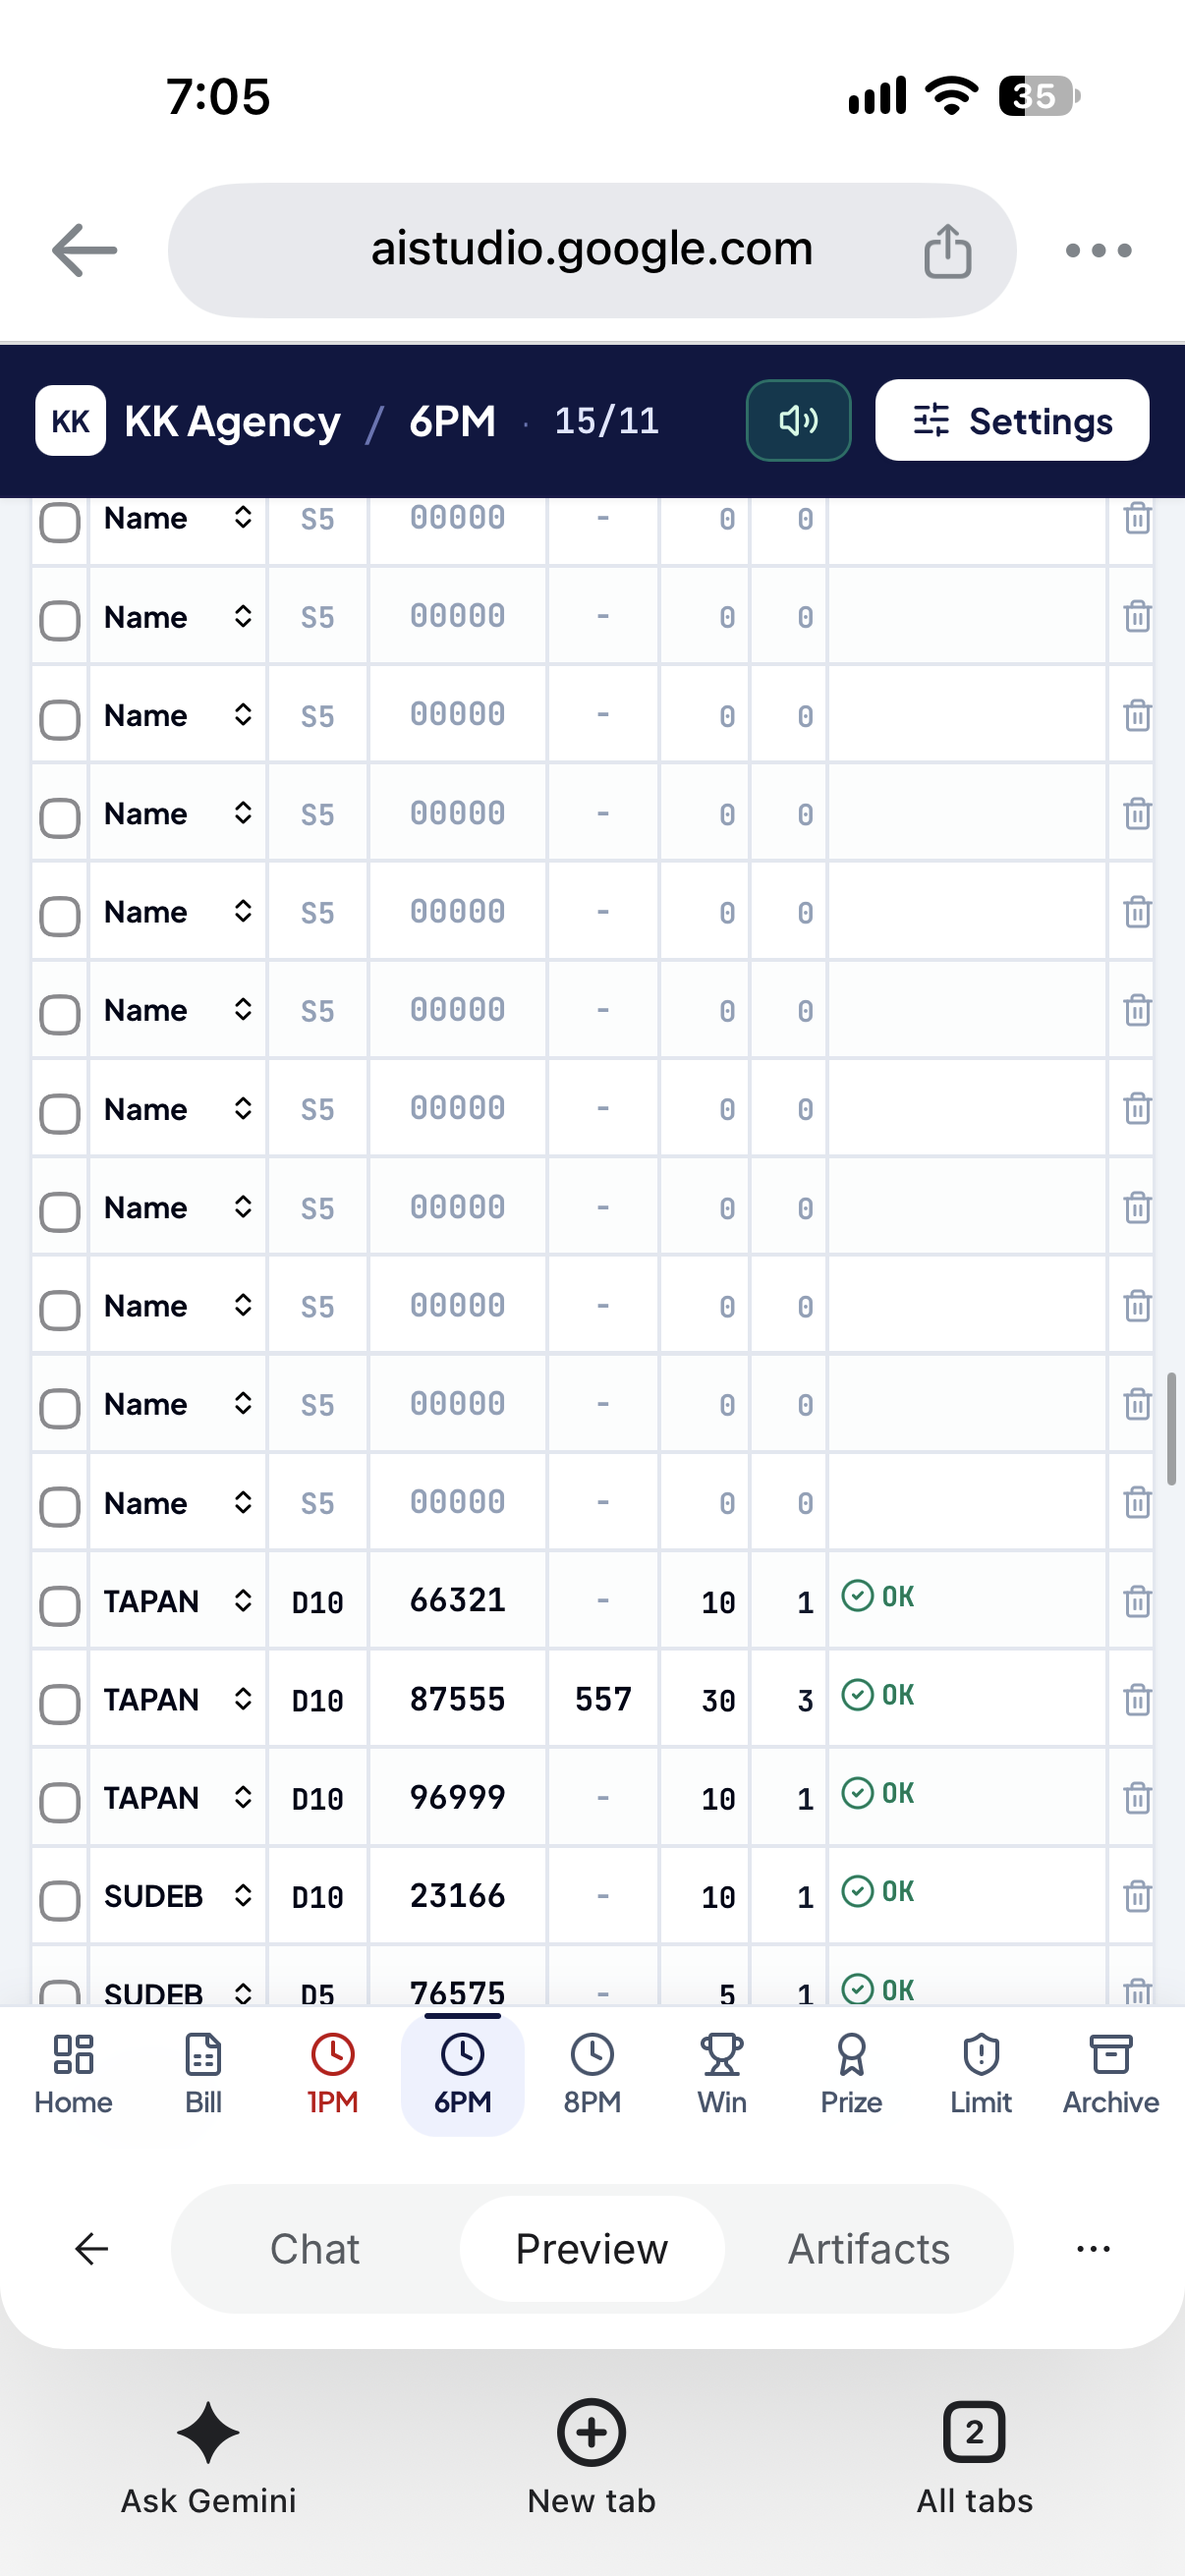 7:05 35
aistudio.google.com
KK KK Agency / 6PM · 15/11 Settings
Name S5 00000 - 0 0
Name S5 00000 - 0 0
Name S5 00000 - 0 0
Name S5 00000 - 0 0
Name S5 00000 - 0 0
Name S5 00000 - 0 0
Name S5 00000 - 0 0
Name S5 00000 - 0 0
Name S5 00000 - 0 0
Name S5 00000 - 0 0
Name S5 00000 - 0 0
TAPAN D10 66321 - 10 1 OK
TAPAN D10 87555 557 30 3 OK
TAPAN D10 96999 - 10 1 OK
SUDEB D10 23166 - 10 1 OK
SUDEB D5 76575 - 5 1 OK
Home Bill 1PM 6PM 8PM Win Prize Limit Archive
Chat Preview Artifacts
2
Ask Gemini New tab All tabs